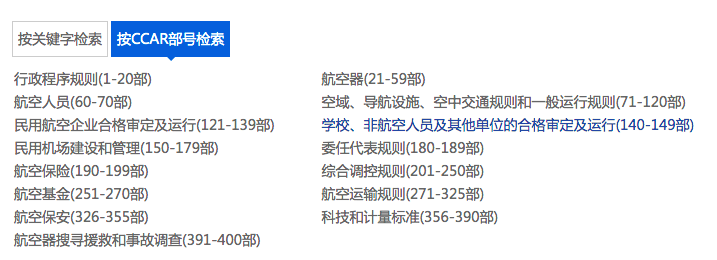 按关键字检索 按CCAR部号检索
行政程序规则(1-20部) 航空器(21-59部)
航空人员(60-70部) 空域、导航设施、空中交通规则和一般运行规则(71-120部)
民用航空企业合格审定及运行(121-139部) 学校、非航空人员及其他单位的合格审定及运行(140-149部)
民用机场建设和管理(150-179部) 委任代表规则(180-189部)
航空保险(190-199部) 综合调控规则(201-250部)
航空基金(251-270部) 航空运输规则(271-325部)
航空保安(326-355部) 科技和计量标准(356-390部)
航空器搜寻援救和事故调查(391-400部)